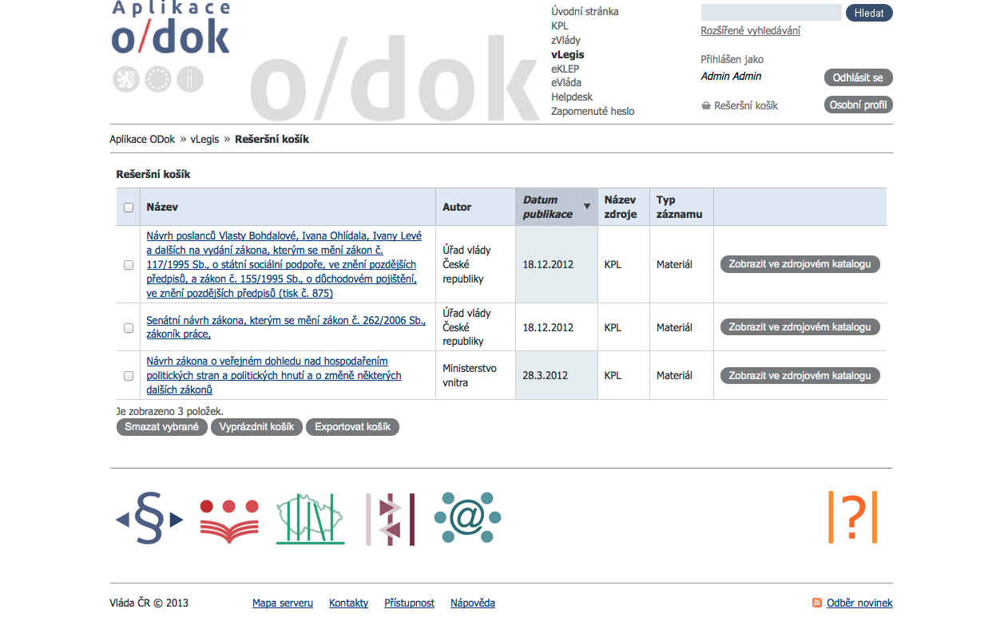 Aplikace
o/dok
o/dok
Úvodní stránka
KPL
zVlády
vLegis
eKLEP
eVláda
Helpdesk
Zapomenuté heslo
Hledat
Rozšířené vyhledávání
Přihlášen jako
Admin Admin
Odhlásit se
Rešeršní košík
Osobní profil
Aplikace ODok » vLegis » Rešeršní košík
Rešeršní košík
Název
Autor
Datum
publikace
▼
Název
zdroje
Typ
záznamu
Návrh poslanců Vlasty Bohdalové, Ivana Ohlídala, Ivany Levé
a dalších na vydání zákona, kterým se mění zákon č.
117/1995 Sb., o státní sociální podpoře, ve znění pozdějších
předpisů, a zákon č. 155/1995 Sb., o důchodovém pojištění,
ve znění pozdějších předpisů (tisk č. 875)
Úřad vlády
České
republiky
18.12.2012
KPL
Materiál
Zobrazit ve zdrojovém katalogu
Senátní návrh zákona, kterým se mění zákon č. 262/2006 Sb.,
zákoník práce,
Úřad vlády
České
republiky
18.12.2012
KPL
Materiál
Zobrazit ve zdrojovém katalogu
Návrh zákona o veřejném dohledu nad hospodařením
politických stran a politických hnutí a o změně některých
dalších zákonů
Ministerstvo
vnitra
28.3.2012
KPL
Materiál
Zobrazit ve zdrojovém katalogu
Je zobrazeno 3 položek.
Smazat vybrané
Vyprázdnit košík
Exportovat košík
§
@
?
Vláda ČR © 2013
Mapa serveru
Kontakty
Přístupnost
Nápověda
Odběr novinek